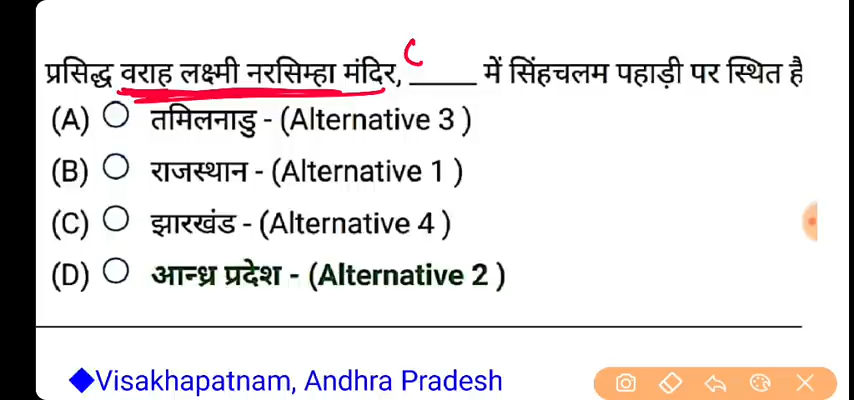 प्रसिद्ध वराह लक्ष्मी नरसिम्हा मंदिर, _____ में सिंहचलम पहाड़ी पर स्थित है
(A) तमिलनाडु - (Alternative 3 )
(B) राजस्थान - (Alternative 1 )
(C) झारखंड - (Alternative 4 )
(D) आन्ध्र प्रदेश - (Alternative 2 )
◆Visakhapatnam, Andhra Pradesh